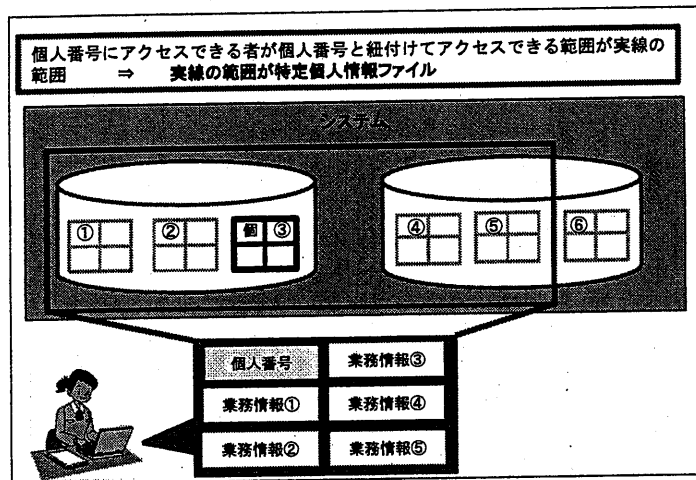 個人番号にアクセスできる者が個人番号と紐付けてアクセスできる範囲が実線の
範囲　⇒　実線の範囲が特定個人情報ファイル
システム
① ② 個 ③ ④ ⑤ ⑥
個人番号 業務情報③
業務情報① 業務情報④
業務情報② 業務情報⑤